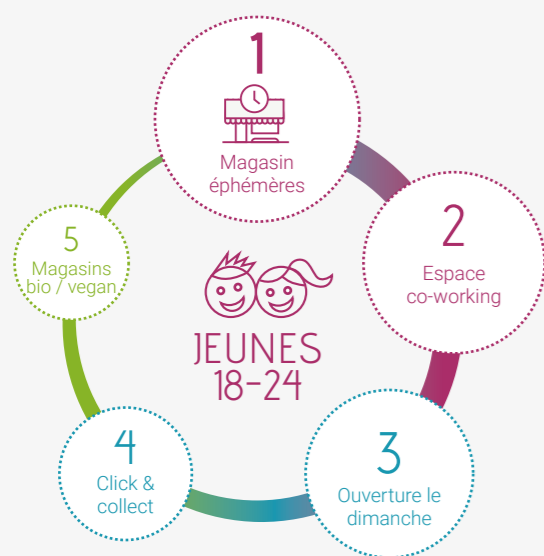 1
Magasin
éphémères
2
Espace
co-working
3
Ouverture le
dimanche
4
Click &
collect
5
Magasins
bio / vegan
JEUNES
18-24